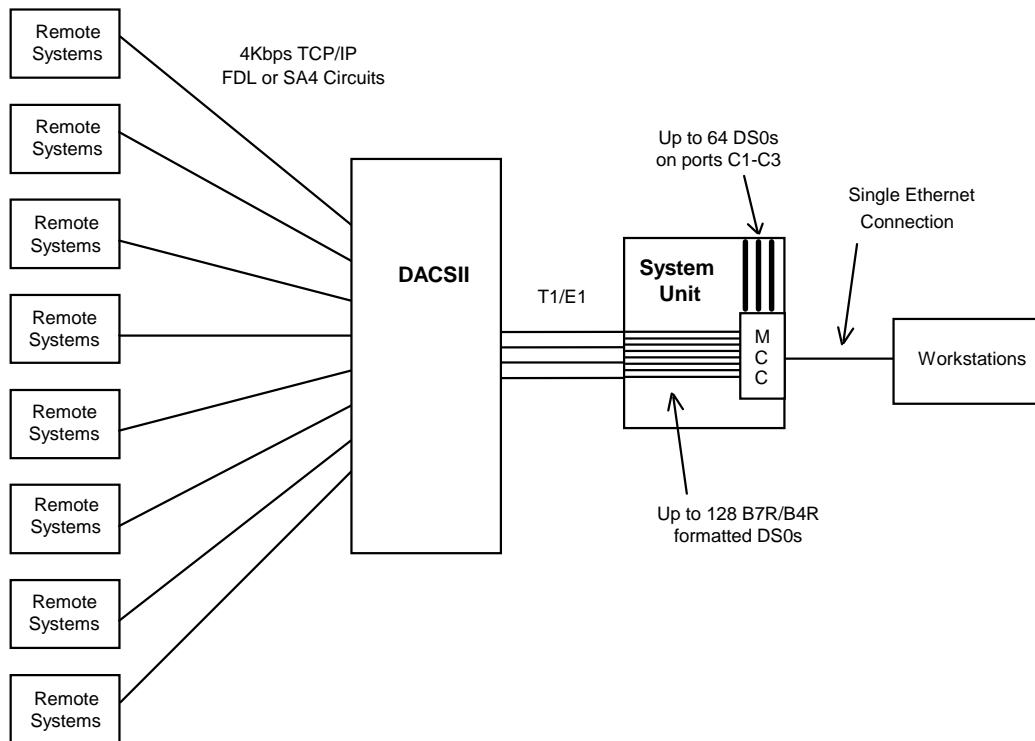 Remote
Systems
4Kbps TCP/IP
FDL or SA4 Circuits
Remote
Systems
Up to 64 DS0s
on ports C1-C3
Remote
Systems
Single Ethernet
Connection
DACSII
System
Unit
T1/E1
Remote
Systems
M
C
C
Workstations
Remote
Systems
Remote
Systems
Up to 128 B7R/B4R
formatted DS0s
Remote
Systems
Remote
Systems